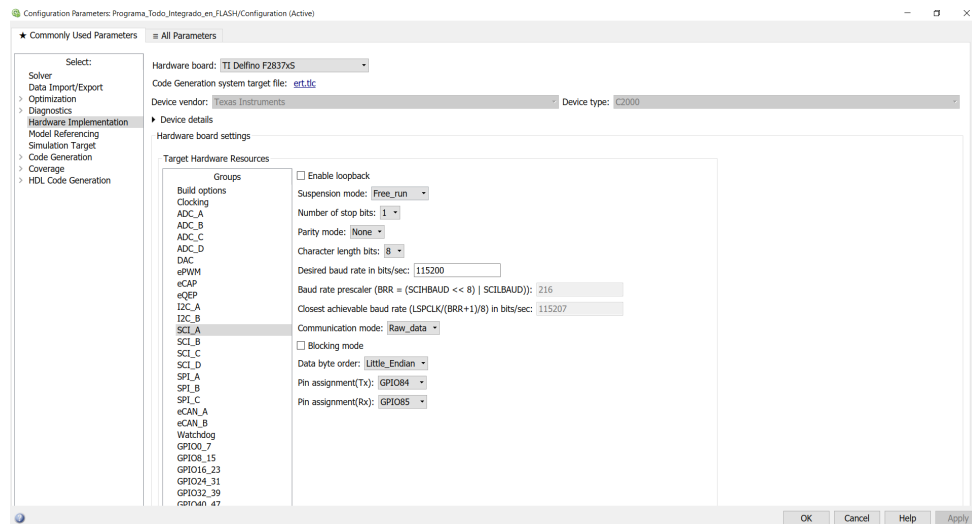 Configuration Parameters: Programa_Todo_Integrado_en_FLASH/Configuration (Active)
★ Commonly Used Parameters
≡ All Parameters
Select:
Solver
Data Import/Export
> Optimization
> Diagnostics
Hardware Implementation
Model Referencing
Simulation Target
> Code Generation
> Coverage
> HDL Code Generation
Hardware board: TI Delfino F2837xS
Code Generation system target file: ert.tlc
Device vendor: Texas Instruments
Device type: C2000
Device details
Hardware board settings
Target Hardware Resources
Groups
Build options
Clocking
ADC_A
ADC_B
ADC_C
ADC_D
DAC
ePWM
eCAP
eQEP
I2C_A
I2C_B
SCI_A
SCI_B
SCI_C
SCI_D
SPI_A
SPI_B
SPI_C
eCAN_A
eCAN_B
Watchdog
GPIO0_7
GPIO8_15
GPIO16_23
GPIO24_31
GPIO32_39
GPIO40_47
Enable loopback
Suspension mode: Free_run
Number of stop bits: 1
Parity mode: None
Character length bits: 8
Desired baud rate in bits/sec: 115200
Baud rate prescaler (BRR = (SCIHBAUD << 8) | SCILBAUD)): 216
Closest achievable baud rate (LSPCLK/(BRR+1)/8) in bits/sec: 115207
Communication mode: Raw_data
Blocking mode
Data byte order: Little_Endian
Pin assignment(Tx): GPIO84
Pin assignment(Rx): GPIO85
OK
Cancel
Help
Apply